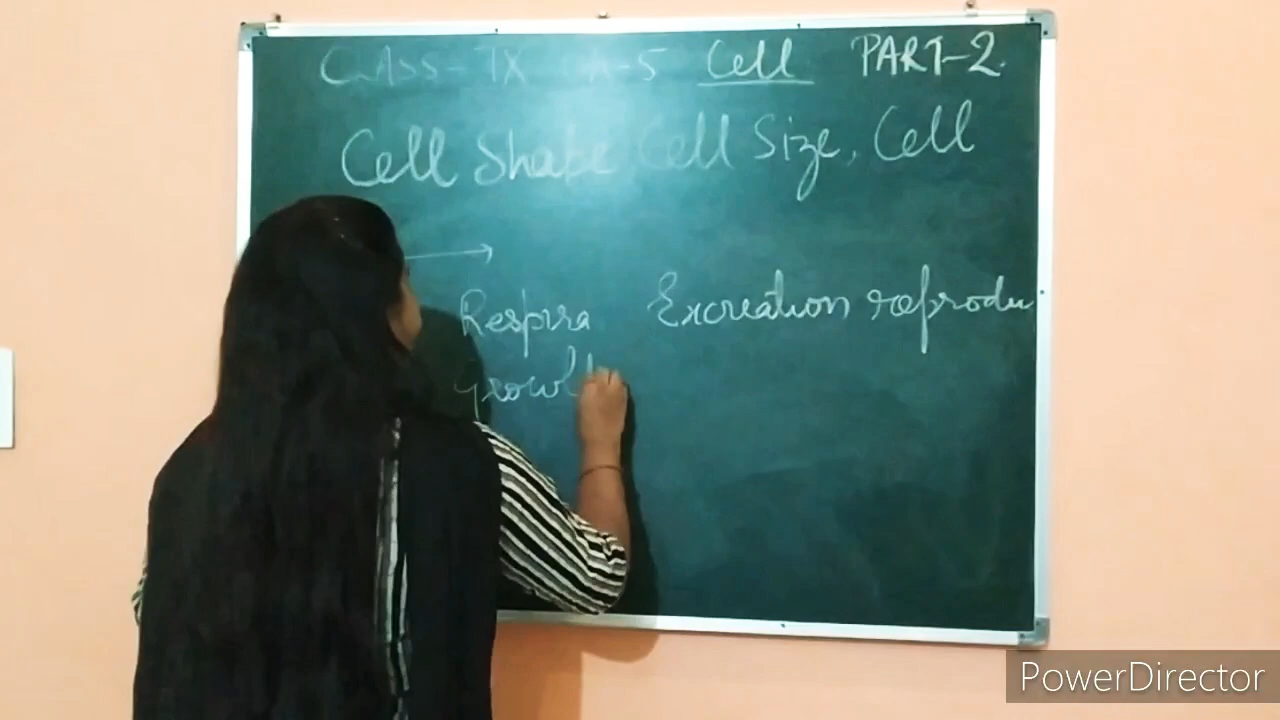 Class-IX Ch-5 Cell PART-2.
Cell Shape Cell Size, Cell
Respira Excreation reprodu
growth
PowerDirector